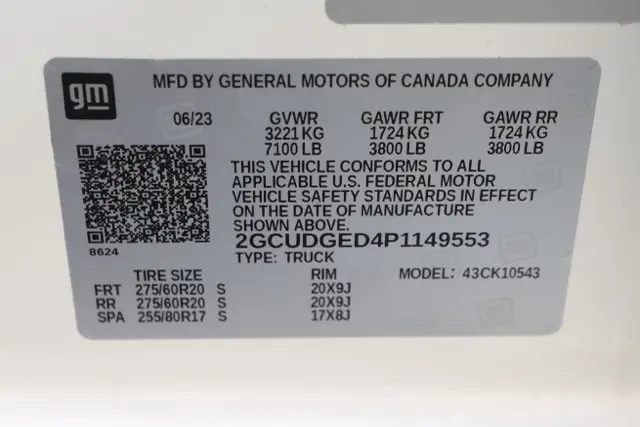 gm
MFD BY GENERAL MOTORS OF CANADA COMPANY
06/23 GVWR GAWR FRT GAWR RR
3221 KG 1724 KG 1724 KG
7100 LB 3800 LB 3800 LB
THIS VEHICLE CONFORMS TO ALL
APPLICABLE U.S. FEDERAL MOTOR
VEHICLE SAFETY STANDARDS IN EFFECT
ON THE DATE OF MANUFACTURE
SHOWN ABOVE.
8624
2GCUDGED4P1149553
TYPE: TRUCK
TIRE SIZE RIM MODEL: 43CK10543
FRT 275/60R20 S 20X9J
RR 275/60R20 S 20X9J
SPA 255/80R17 S 17X8J